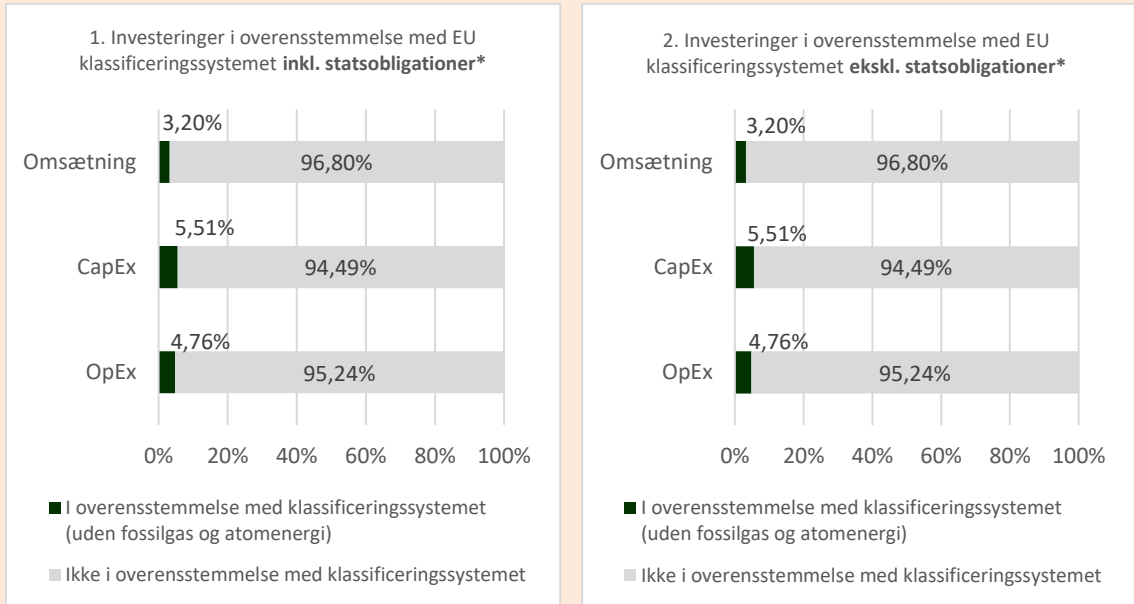 1. Investeringer i overensstemmelse med EU
klassificeringssystemet inkl. statsobligationer*
3,20%
Omsætning
96,80%
5,51%
CapEx
94,49%
4,76%
OpEx
95,24%
0% 20% 40% 60% 80% 100%
I overensstemmelse med klassificeringssystemet
(uden fossilgas og atomenergi)
Ikke i overensstemmelse med klassificeringssystemet
2. Investeringer i overensstemmelse med EU
klassificeringssystemet ekskl. statsobligationer*
3,20%
Omsætning
96,80%
5,51%
CapEx
94,49%
4,76%
OpEx
95,24%
0% 20% 40% 60% 80% 100%
I overensstemmelse med klassificeringssystemet
(uden fossilgas og atomenergi)
Ikke i overensstemmelse med klassificeringssystemet